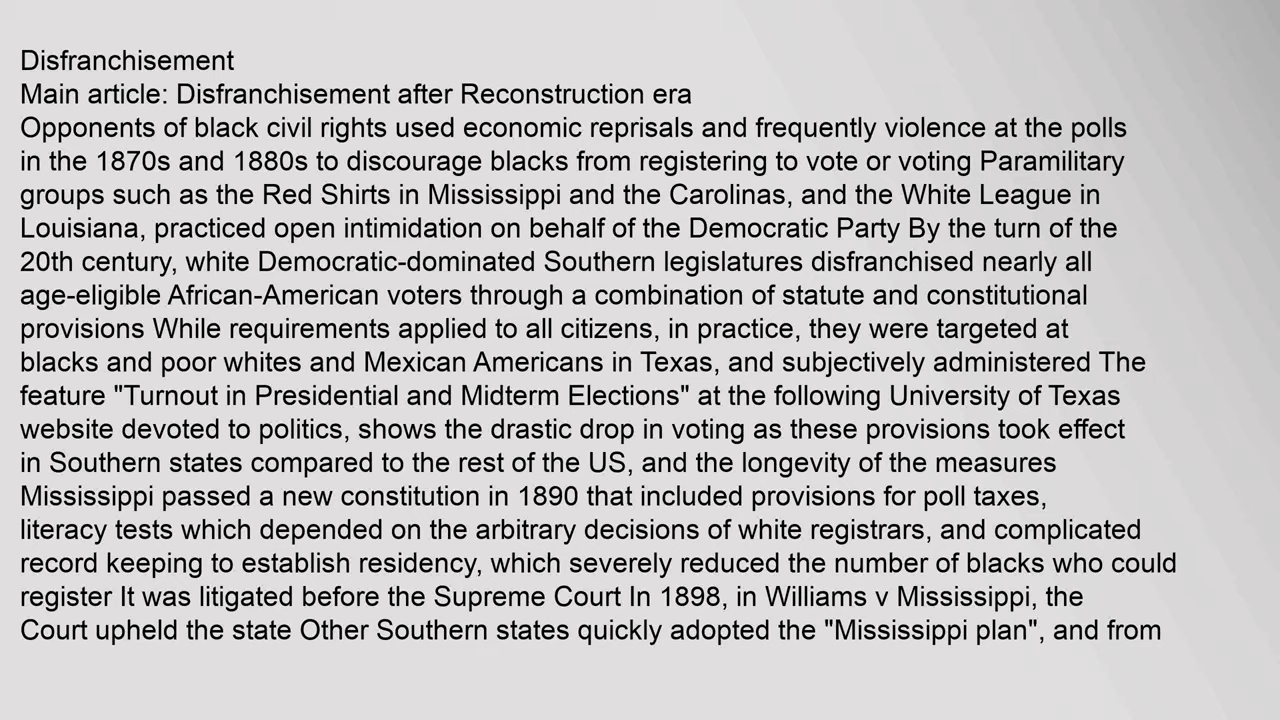 Disfranchisement
Main article: Disfranchisement after Reconstruction era
Opponents of black civil rights used economic reprisals and frequently violence at the polls
in the 1870s and 1880s to discourage blacks from registering to vote or voting Paramilitary
groups such as the Red Shirts in Mississippi and the Carolinas, and the White League in
Louisiana, practiced open intimidation on behalf of the Democratic Party By the turn of the
20th century, white Democratic-dominated Southern legislatures disfranchised nearly all
age-eligible African-American voters through a combination of statute and constitutional
provisions While requirements applied to all citizens, in practice, they were targeted at
blacks and poor whites and Mexican Americans in Texas, and subjectively administered The
feature "Turnout in Presidential and Midterm Elections" at the following University of Texas
website devoted to politics, shows the drastic drop in voting as these provisions took effect
in Southern states compared to the rest of the US, and the longevity of the measures
Mississippi passed a new constitution in 1890 that included provisions for poll taxes,
literacy tests which depended on the arbitrary decisions of white registrars, and complicated
record keeping to establish residency, which severely reduced the number of blacks who could
register It was litigated before the Supreme Court In 1898, in Williams v Mississippi, the
Court upheld the state Other Southern states quickly adopted the "Mississippi plan", and from